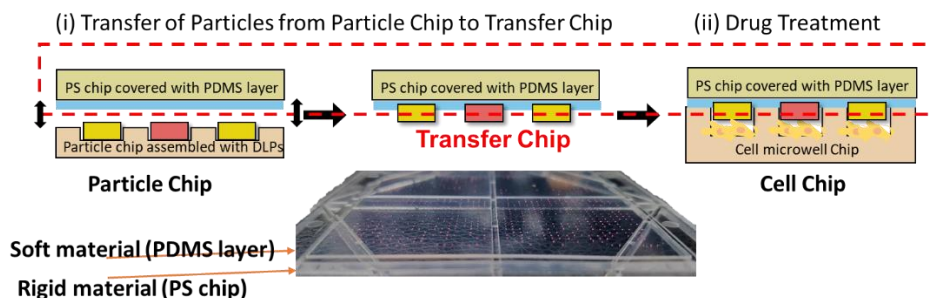 (i) Transfer of Particles from Particle Chip to Transfer Chip
(ii) Drug Treatment
PS chip covered with PDMS layer
PS chip covered with PDMS layer
PS chip covered with PDMS layer
Particle chip assembled with DLPs
Transfer Chip
Cell microwell Chip
Particle Chip
Cell Chip
Soft material (PDMS layer)
Rigid material (PS chip)